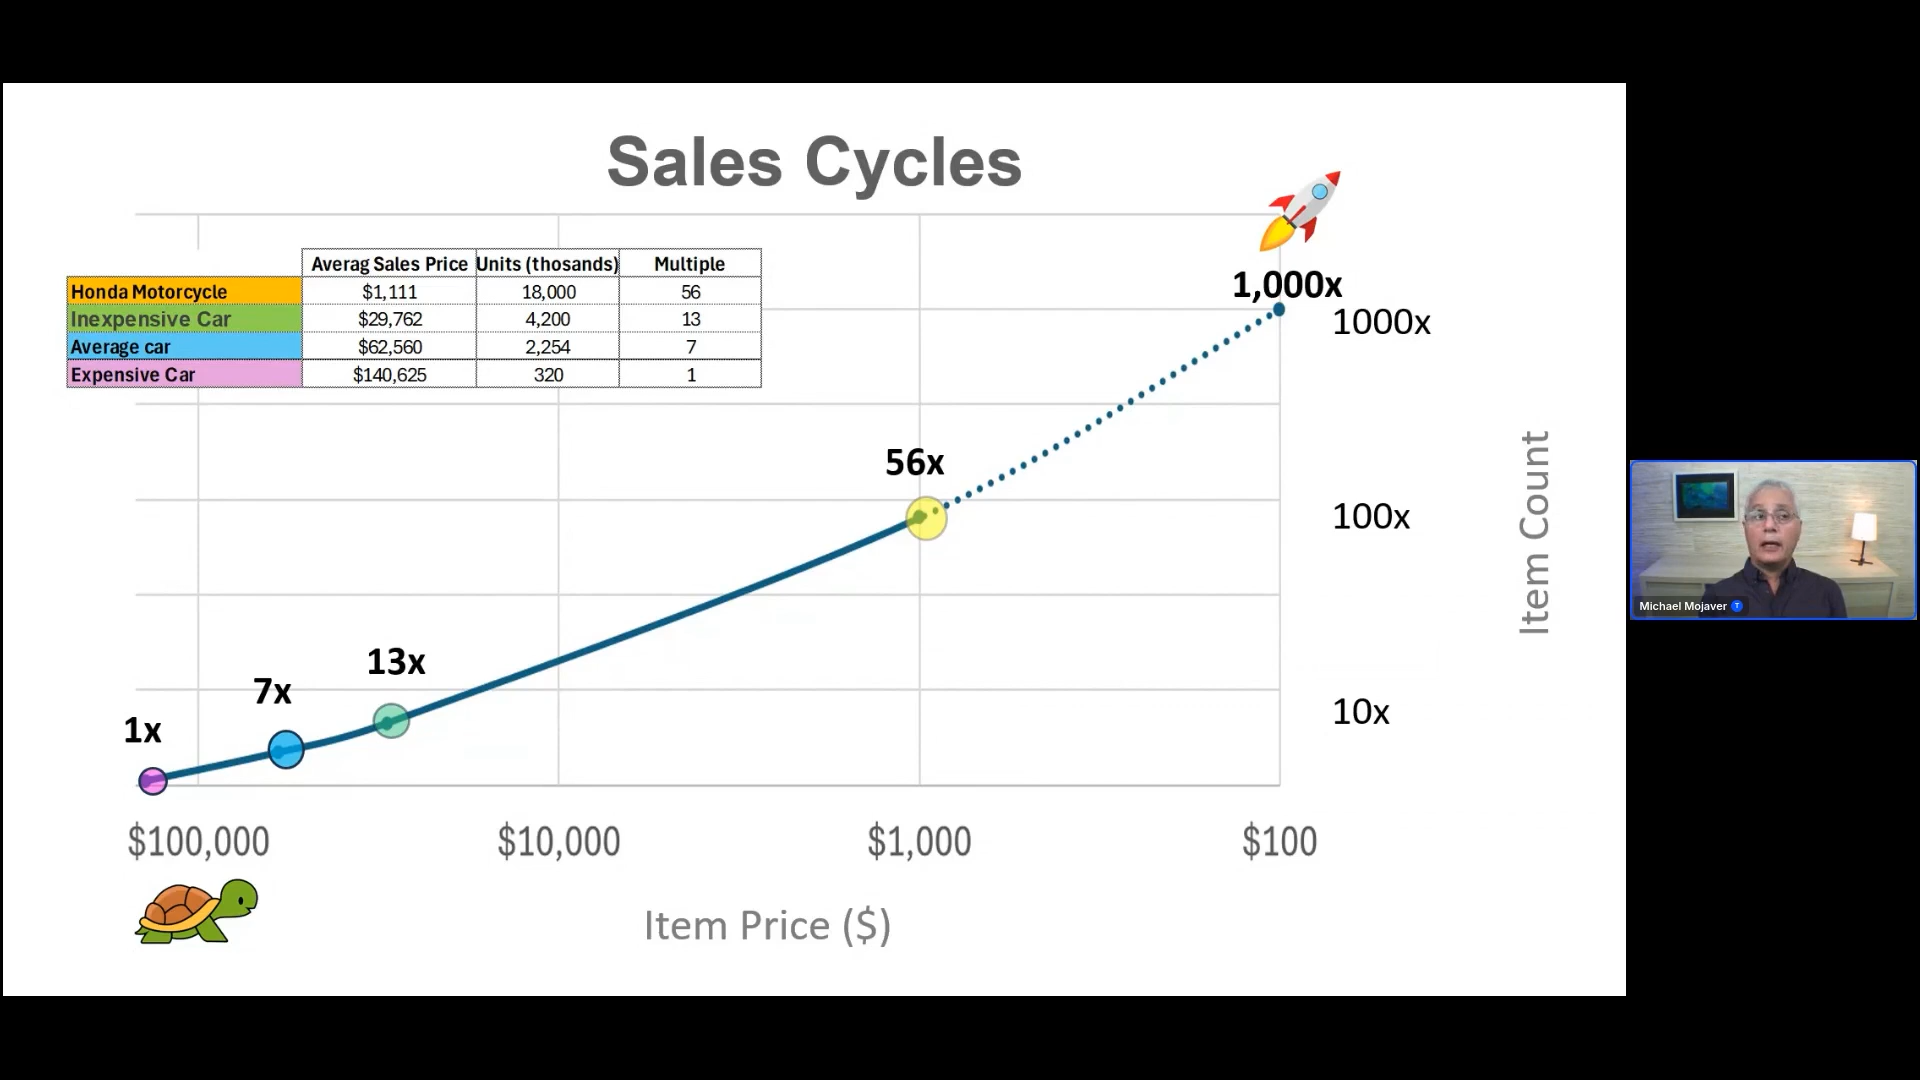 Sales Cycles
Averag Sales Price Units (thosands) Multiple
Honda Motorcycle $1,111 18,000 56
Inexpensive Car $29,762 4,200 13
Average car $62,560 2,254 7
Expensive Car $140,625 320 1
1,000x
1000x
56x
100x
13x
7x
10x
1x
Item Count
$100,000 $10,000 $1,000 $100
Item Price ($)
Michael Mojaver T